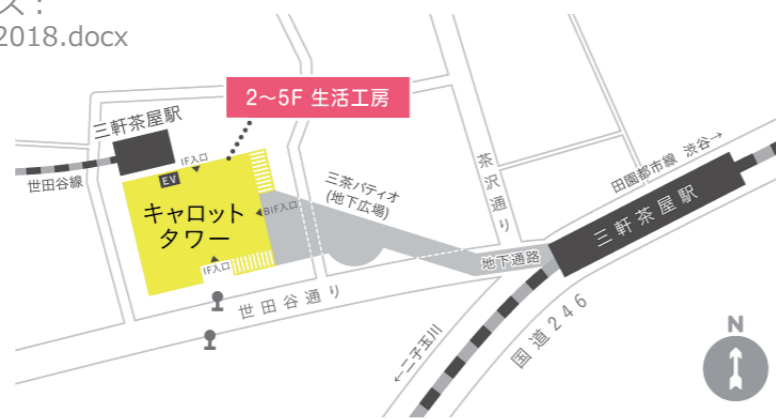 ス：
2018.docx
2～5F 生活工房
三軒茶屋駅
世田谷線
1F入口
EV
キャロット
タワー
B1F入口
1F入口
三茶パティオ
(地下広場)
茶沢通り
田園都市線 渋谷→
三軒茶屋駅
地下通路
世田谷通り
国道246
←二子玉川
N